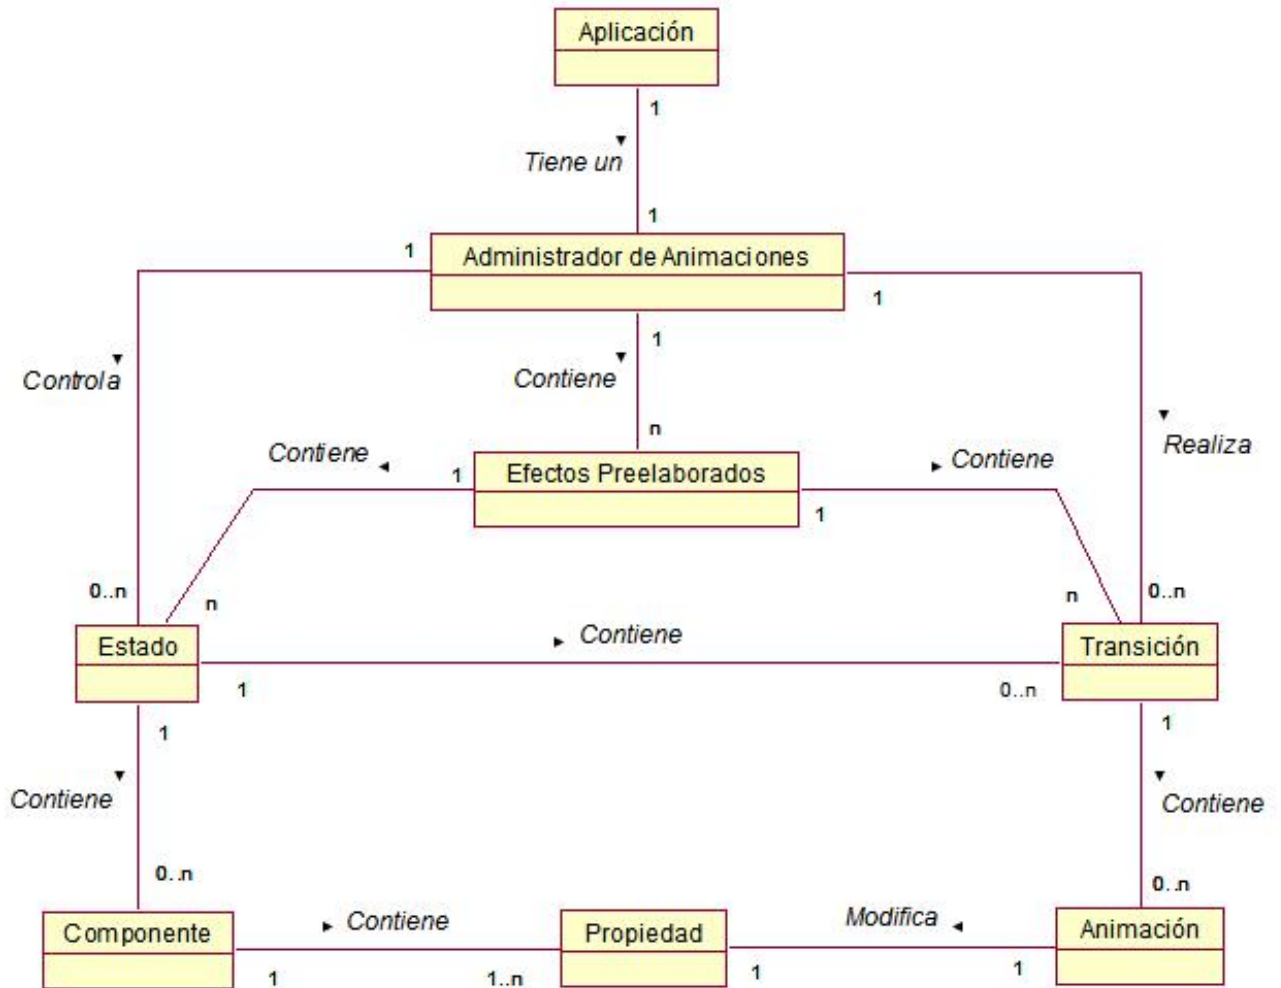 Aplicación
1
Tiene un
1
1
Administrador de Animaciones
1
1
Controla
Contiene
Realiza
n
Contiene
1
Efectos Preelaborados
Contiene
1
0..n
n
n
0..n
Estado
Contiene
Transición
1
0..n
1
1
Contiene
Contiene
0..n
0..n
Componente
Contiene
Propiedad
Modifica
Animación
1
1..n
1
1